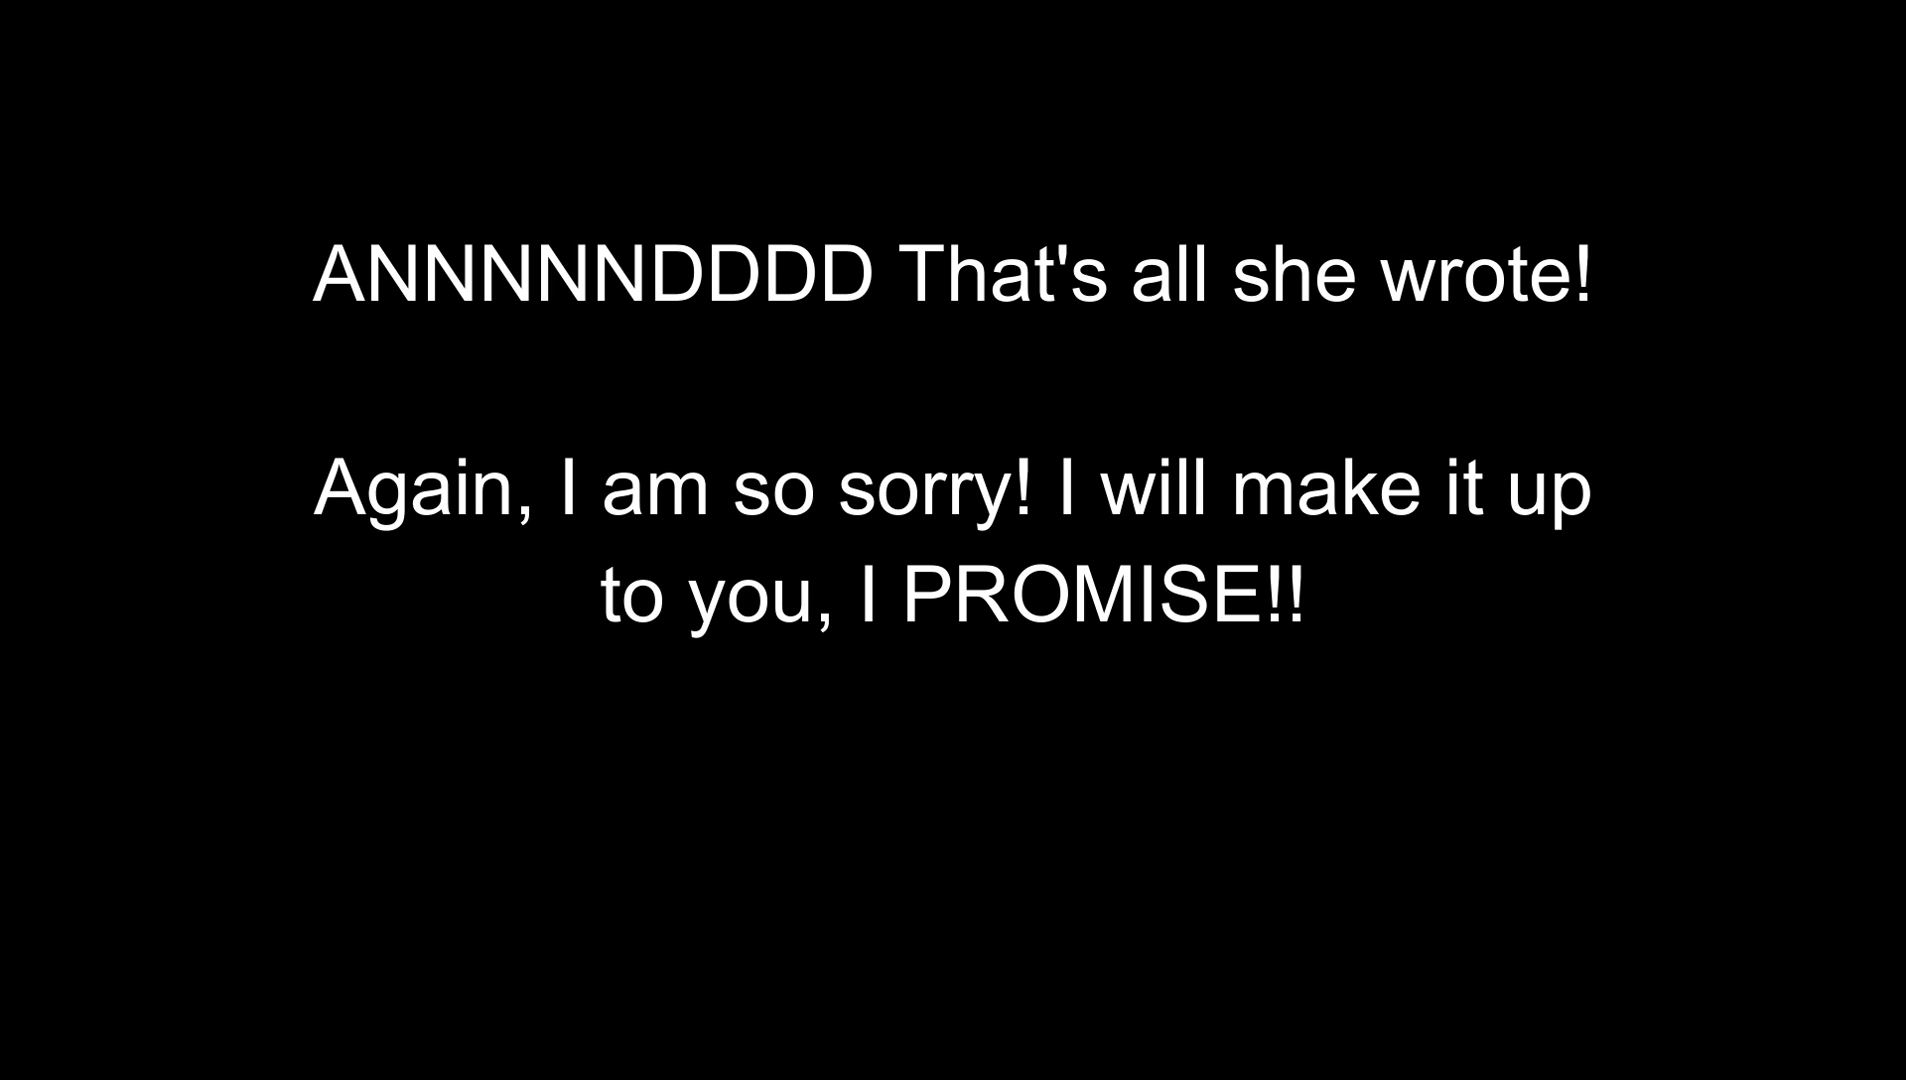 ANNNNNDDDD That's all she wrote!
Again, I am so sorry! I will make it up
to you, I PROMISE!!